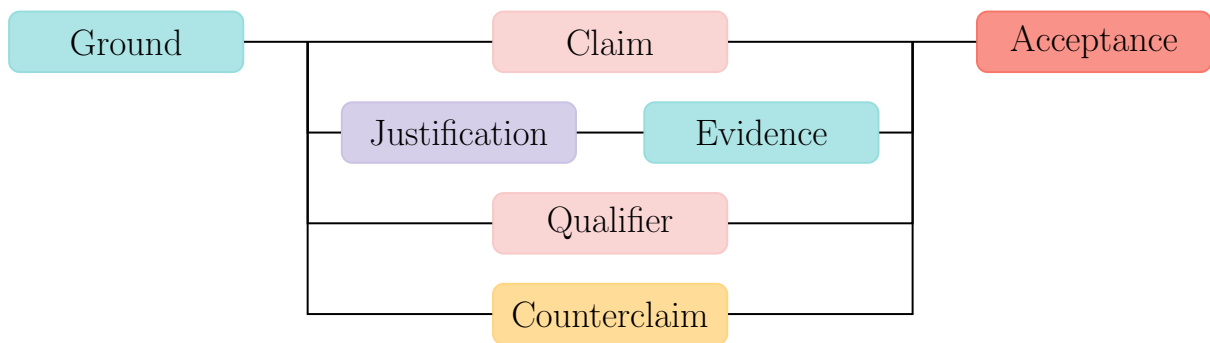 Ground
Claim
Acceptance
Justification
Evidence
Qualifier
Counterclaim